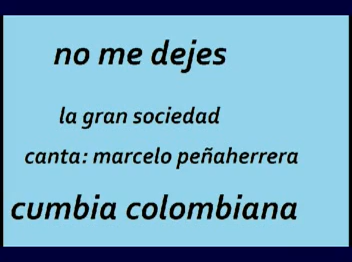 no me dejes
la gran sociedad
canta: marcelo peñaherrera
cumbia colombiana